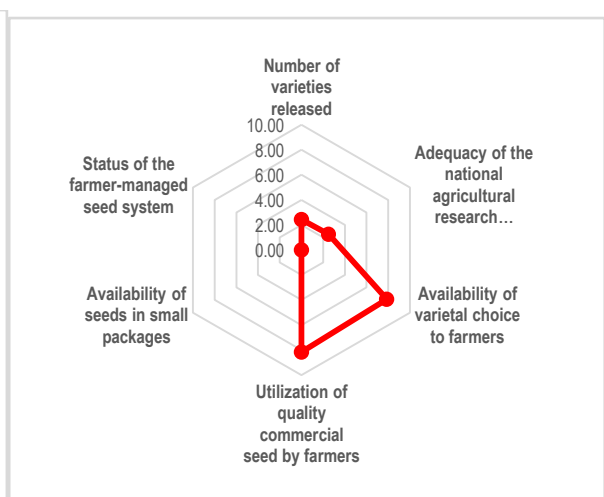 Number of
varieties
released
10.00
8.00
6.00
4.00
2.00
0.00
Adequacy of the
national
agricultural
research…
Availability of
varietal choice
to farmers
Utilization of
quality
commercial
seed by farmers
Availability of
seeds in small
packages
Status of the
farmer-managed
seed system